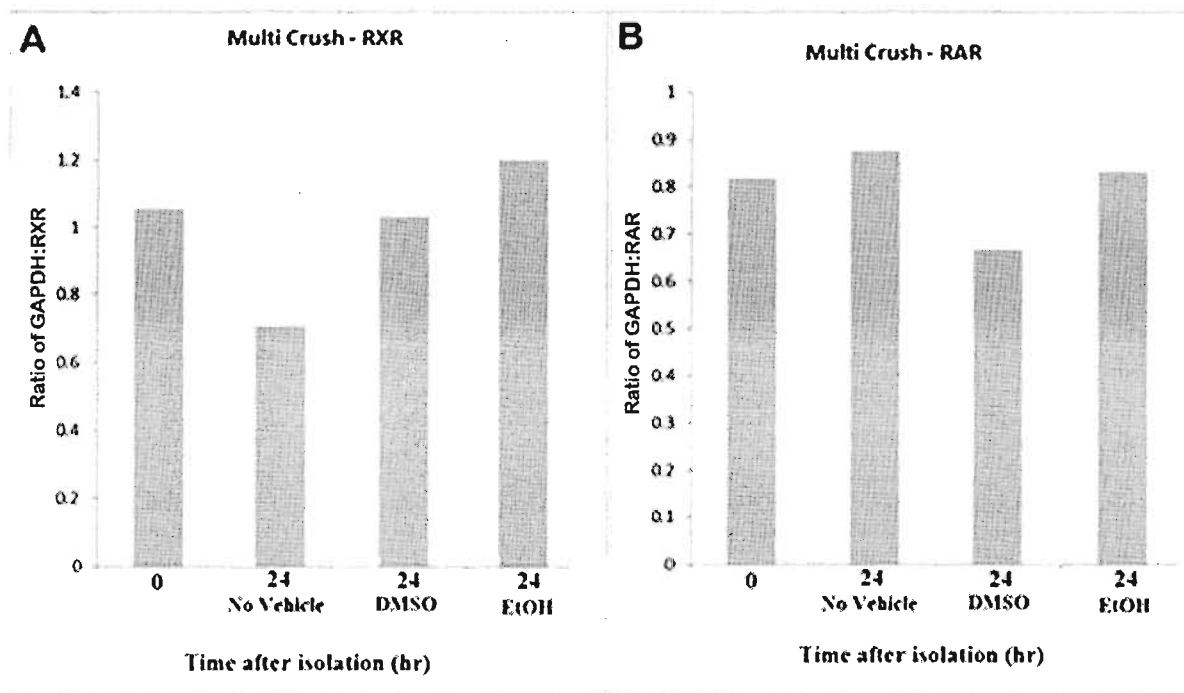 A
Multi Crush - RXR
1.4
1.2
1
0.8
0.6
0.4
0.2
0
Ratio of GAPDH:RXR
0
24
No Vehicle
24
DMSO
24
EtOH
Time after isolation (hr)
B
Multi Crush - RAR
1
0.9
0.8
0.7
0.6
0.5
0.4
0.3
0.2
0.1
0
Ratio of GAPDH:RAR
0
24
No Vehicle
24
DMSO
24
EtOH
Time after isolation (hr)